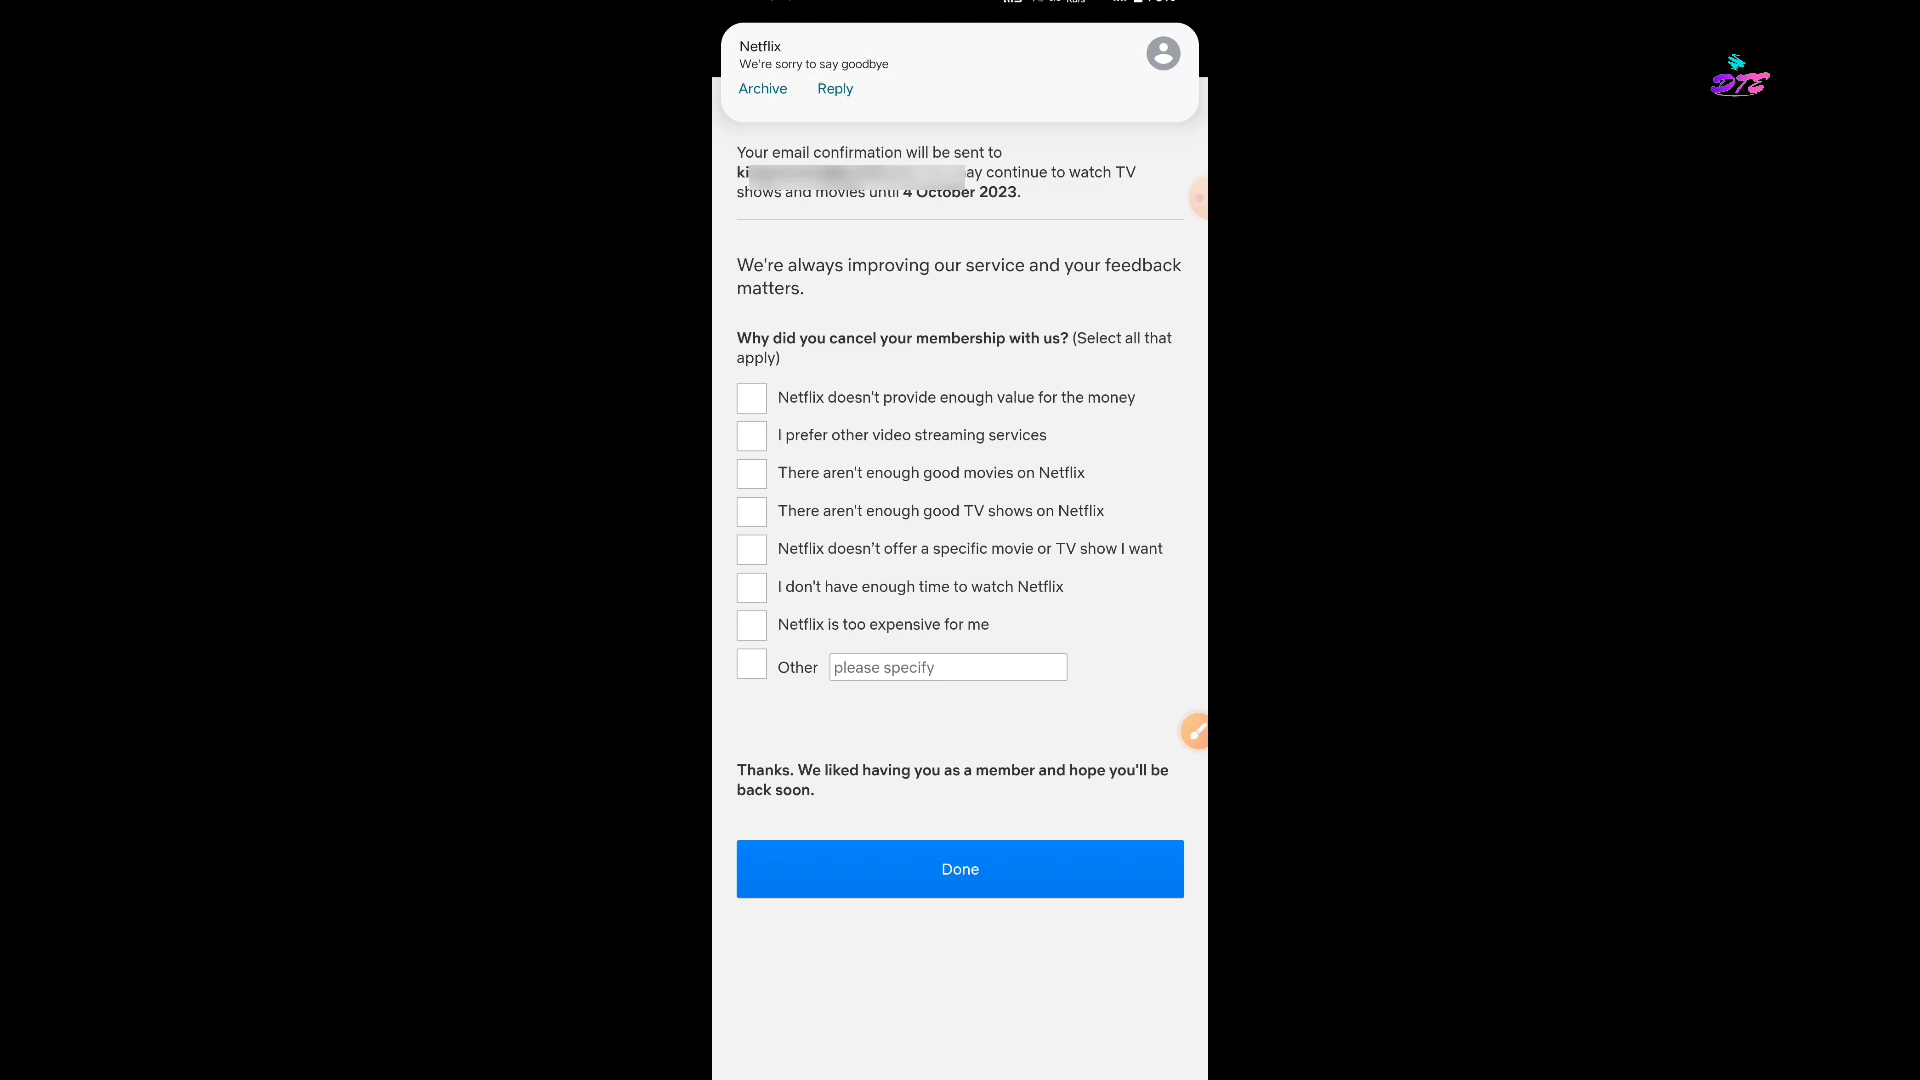 Netflix
We're sorry to say goodbye
Archive Reply
DTE
Your email confirmation will be sent to
ki ay continue to watch TV
shows and movies until 4 October 2023.
We're always improving our service and your feedback
matters.
Why did you cancel your membership with us? (Select all that
apply)
Netflix doesn't provide enough value for the money
I prefer other video streaming services
There aren't enough good movies on Netflix
There aren't enough good TV shows on Netflix
Netflix doesn’t offer a specific movie or TV show I want
I don't have enough time to watch Netflix
Netflix is too expensive for me
Other please specify
Thanks. We liked having you as a member and hope you'll be
back soon.
Done